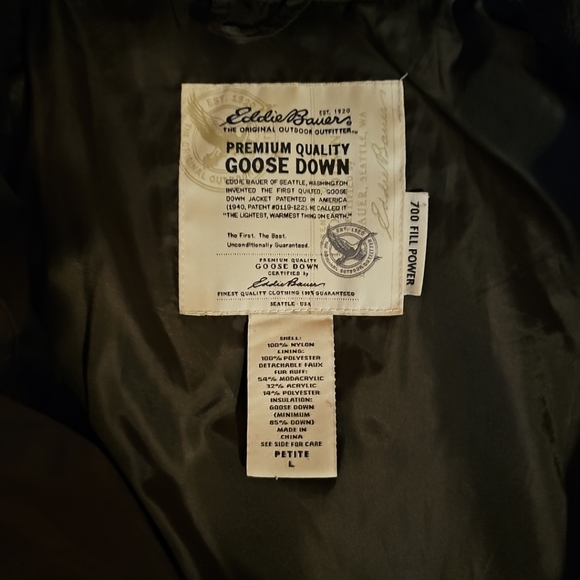 Eddie Bauer
EST. 1920
THE ORIGINAL OUTDOOR OUTFITTER
PREMIUM QUALITY
GOOSE DOWN
EDDIE BAUER OF SEATTLE, WASHINGTON
INVENTED THE FIRST QUILTED, GOOSE
DOWN JACKET PATENTED IN AMERICA
(1940, PATENT #D119-122). HE CALLED IT
"THE LIGHTEST, WARMEST THING ON EARTH."
The First. The Best.
Unconditionally Guaranteed.
PREMIUM QUALITY
GOOSE DOWN
CERTIFIED by
Eddie Bauer
FINEST QUALITY CLOTHING 100% GUARANTEED
SEATTLE · USA
700 FILL POWER
SHELL:
100% NYLON
LINING:
100% POLYESTER
DETACHABLE FAUX
FUR RUFF:
54% MODACRYLIC
32% ACRYLIC
14% POLYESTER
INSULATION:
GOOSE DOWN
(MINIMUM
85% DOWN)
MADE IN
CHINA
SEE SIDE FOR CARE
PETITE
L